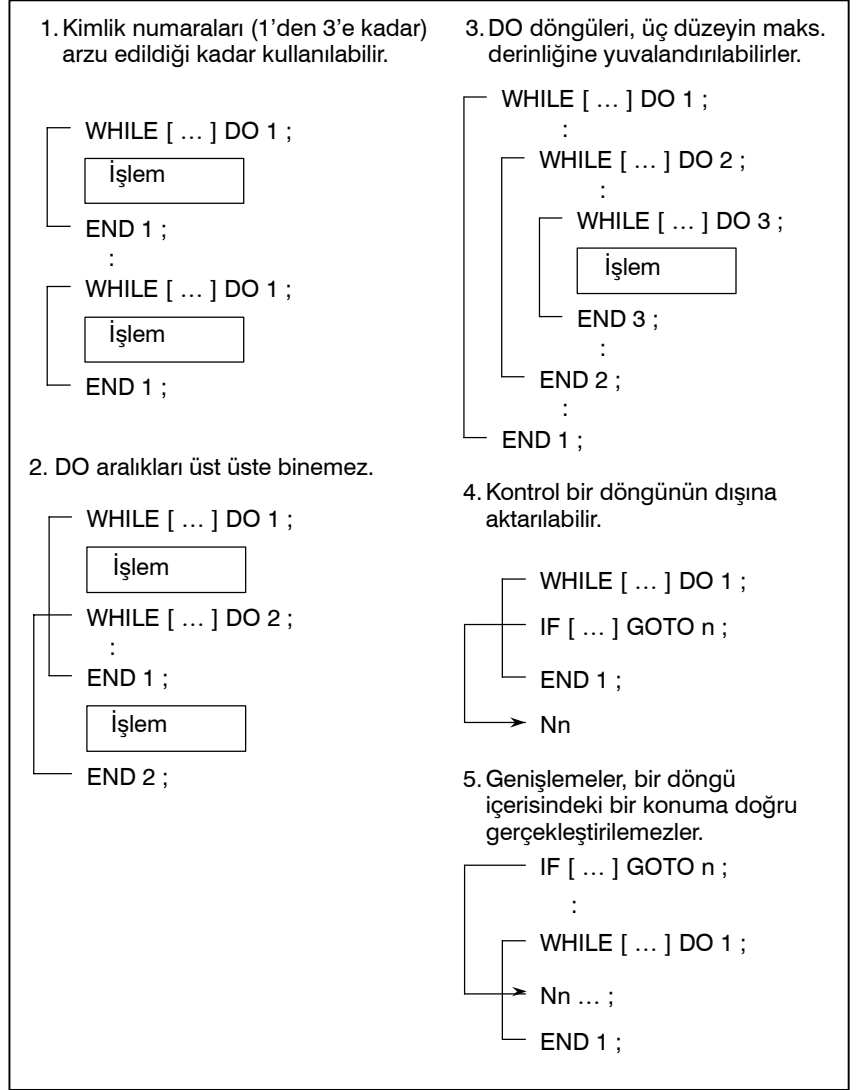 1. Kimlik numaraları (1’den 3’e kadar)
arzu edildiği kadar kullanılabilir.
WHILE [ … ] DO 1 ;
İşlem
END 1 ;
:
WHILE [ … ] DO 1 ;
İşlem
END 1 ;
2. DO aralıkları üst üste binemez.
WHILE [ … ] DO 1 ;
İşlem
WHILE [ … ] DO 2 ;
:
END 1 ;
İşlem
END 2 ;
3. DO döngüleri, üç düzeyin maks.
derinliğine yuvalandırılabilirler.
WHILE [ … ] DO 1 ;
:
WHILE [ … ] DO 2 ;
:
WHILE [ … ] DO 3 ;
İşlem
END 3 ;
:
END 2 ;
:
END 1 ;
4. Kontrol bir döngünün dışına
aktarılabilir.
WHILE [ … ] DO 1 ;
IF [ … ] GOTO n ;
END 1 ;
Nn
5. Genişlemeler, bir döngü
içerisindeki bir konuma doğru
gerçekleştirilemezler.
IF [ … ] GOTO n ;
:
WHILE [ … ] DO 1 ;
Nn … ;
END 1 ;